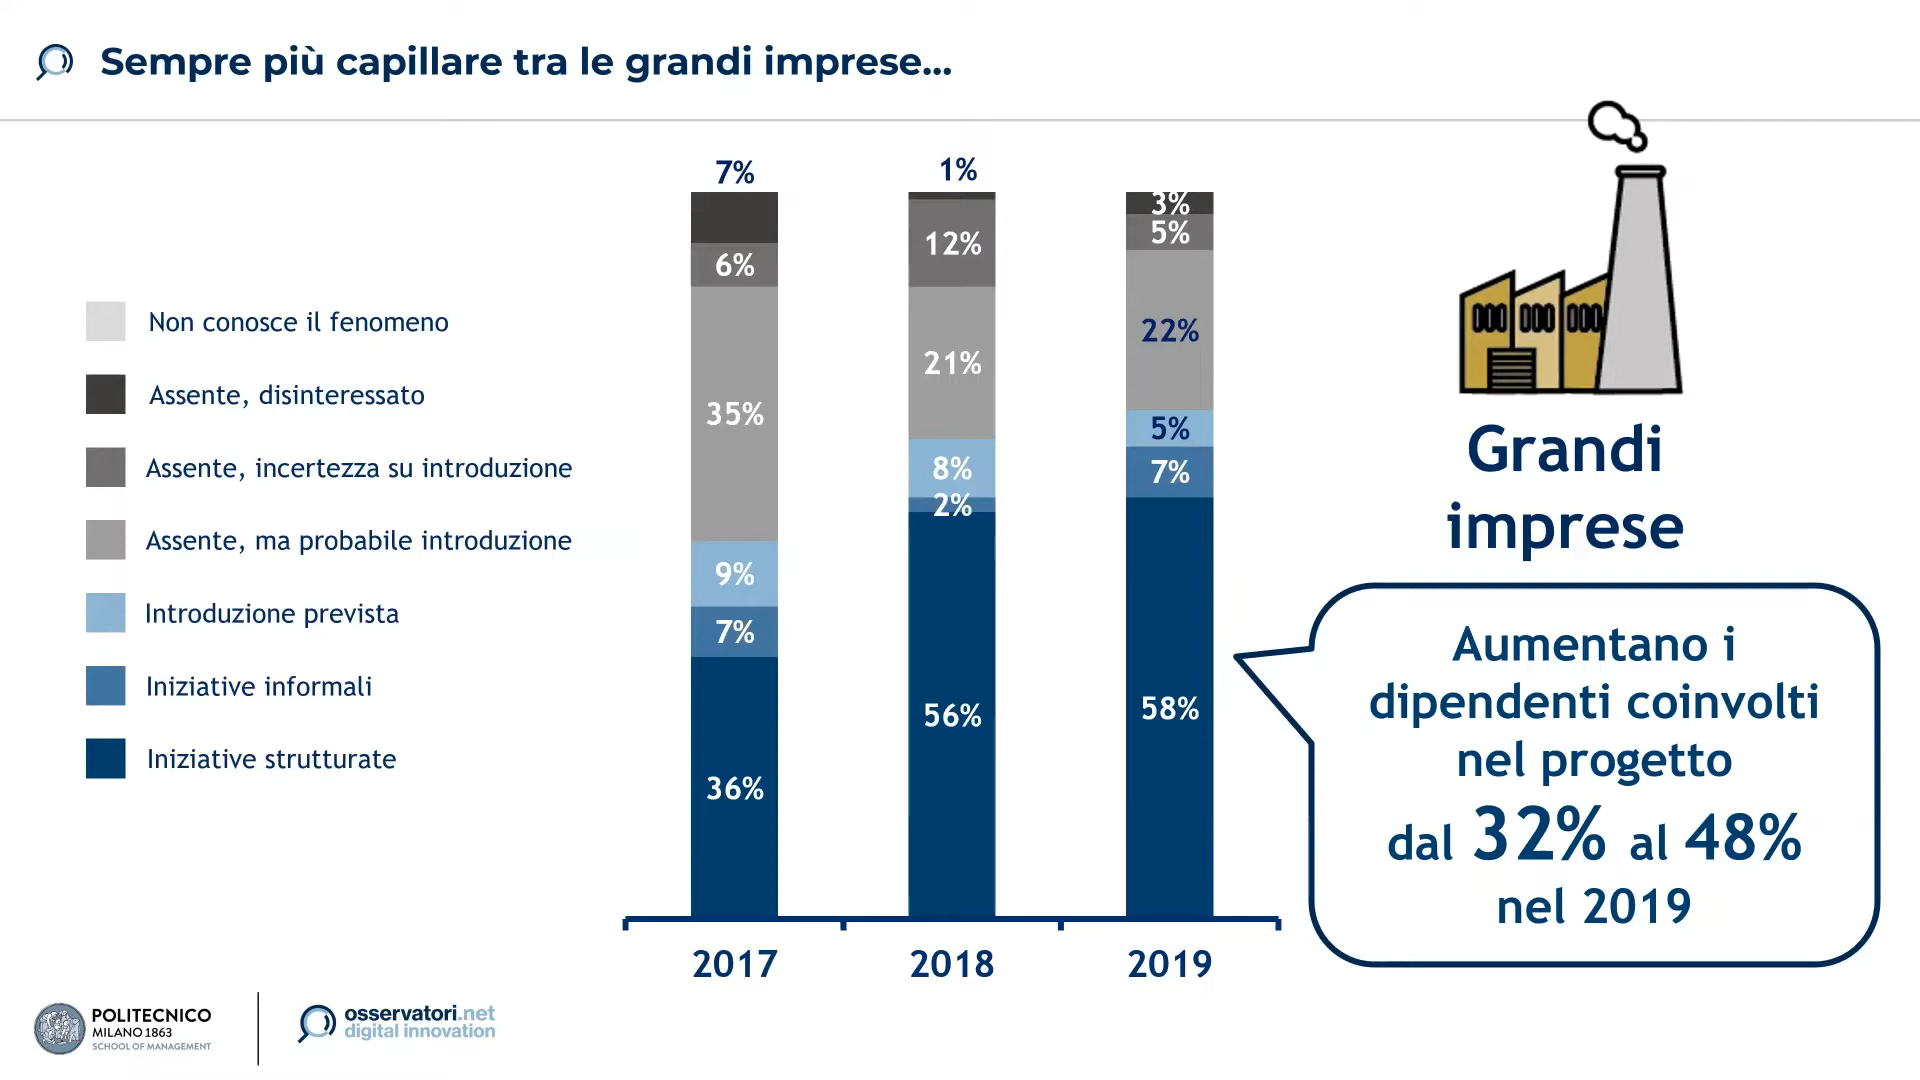 Sempre più capillare tra le grandi imprese...
Non conosce il fenomeno
Assente, disinteressato
Assente, incertezza su introduzione
Assente, ma probabile introduzione
Introduzione prevista
Iniziative informali
Iniziative strutturate
7%
6%
35%
9%
7%
36%
2017
1%
12%
21%
8%
2%
56%
2018
3%
5%
22%
5%
7%
58%
2019
Grandi
imprese
Aumentano i
dipendenti coinvolti
nel progetto
dal 32% al 48%
nel 2019
POLITECNICO
MILANO 1863
SCHOOL OF MANAGEMENT
osservatori.net
digital innovation